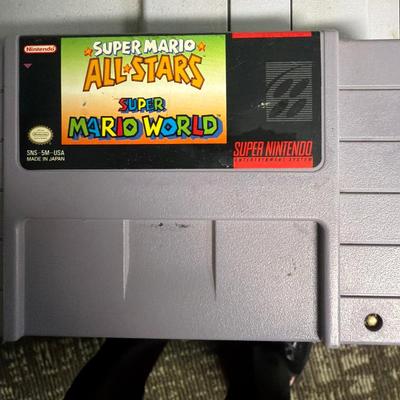 Nintendo
SUPER MARIO
ALL★STARS
SUPER
MARIO WORLD
SNS-5M-USA
MADE IN JAPAN
SUPER NINTENDO
ENTERTAINMENT SYSTEM